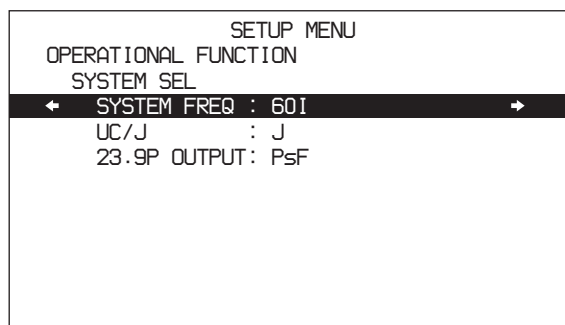 SETUP MENU
OPERATIONAL FUNCTION
SYSTEM SEL
← SYSTEM FREQ : 60I →
UC/J : J
23.9P OUTPUT: PsF